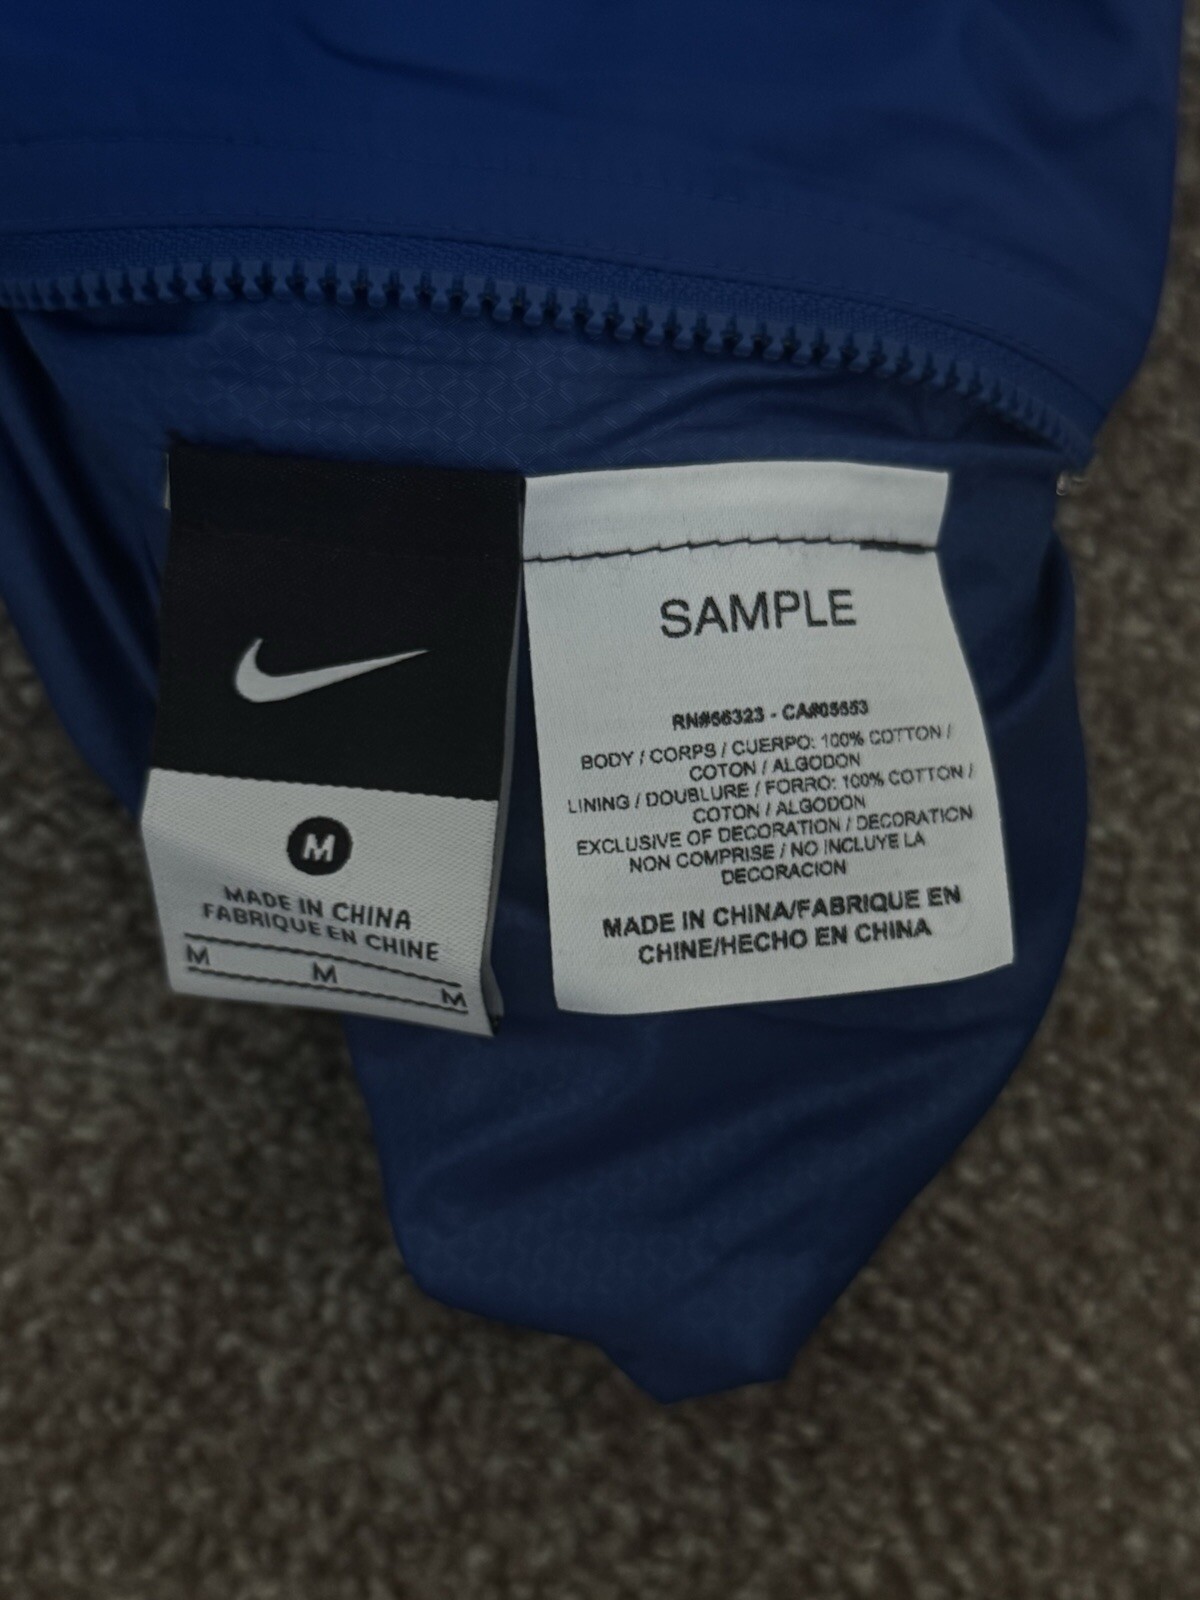 M
MADE IN CHINA
FABRIQUE EN CHINE
M M M
SAMPLE
RN#56323 - CA#05553
BODY / CORPS / CUERPO: 100% COTTON /
COTON / ALGODON
LINING / DOUBLURE / FORRO: 100% COTTON /
COTON / ALGODON
EXCLUSIVE OF DECORATION / DECORATION
NON COMPRISE / NO INCLUYE LA
DECORACION
MADE IN CHINA/FABRIQUE EN
CHINE/HECHO EN CHINA